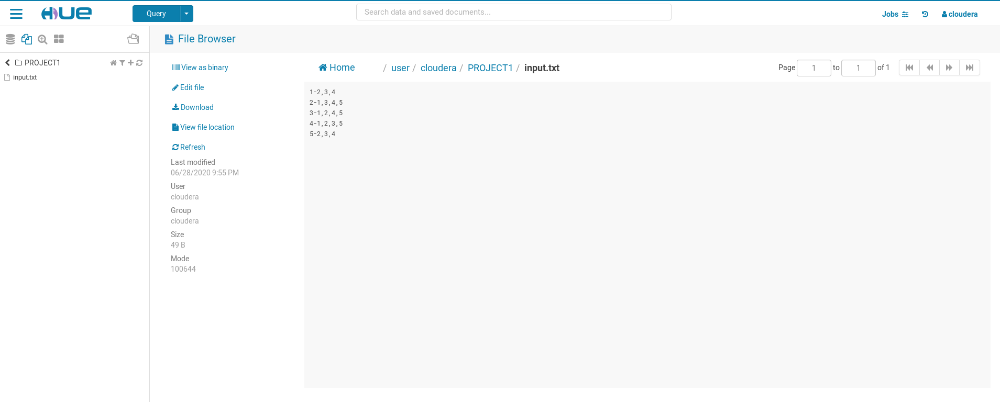 HUE
Query
Search data and saved documents...
Jobs
cloudera
File Browser
PROJECT1
input.txt
View as binary
Edit file
Download
View file location
Refresh
Last modified
06/28/2020 9:55 PM
User
cloudera
Group
cloudera
Size
49 B
Mode
100644
Home / user / cloudera / PROJECT1 / input.txt
Page 1 to 1 of 1
1-2,3,4
2-1,3,4,5
3-1,2,4,5
4-1,2,3,5
5-2,3,4